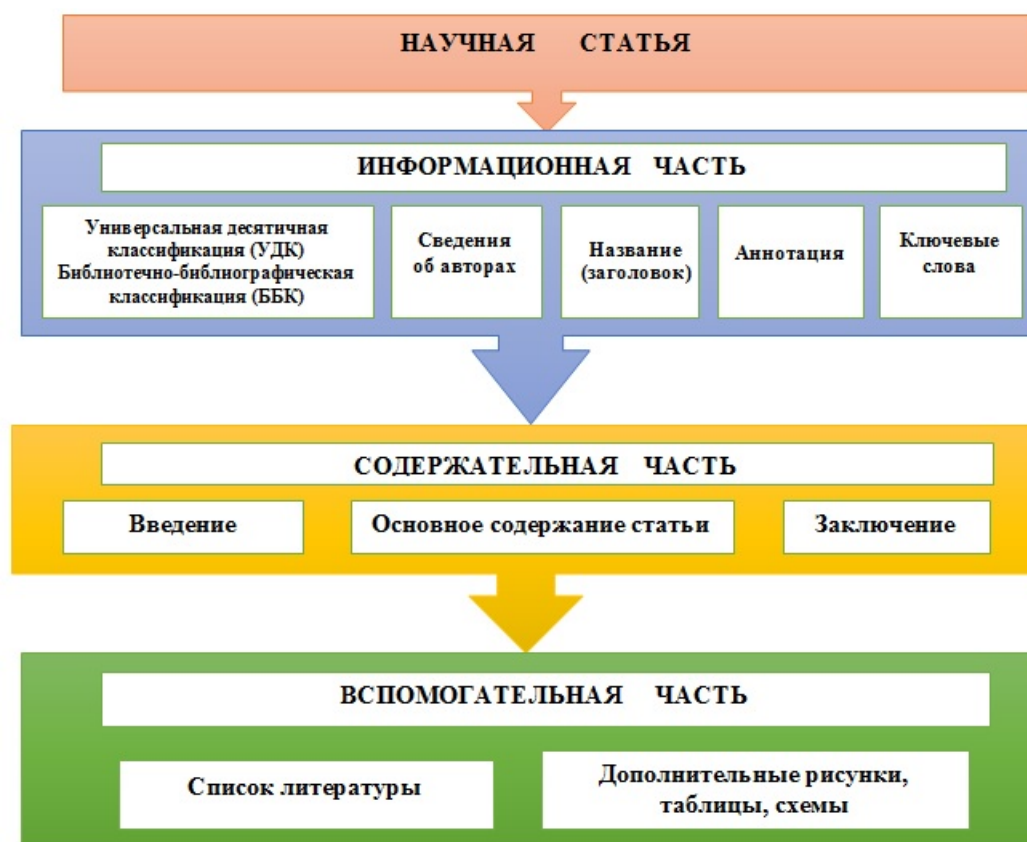 НАУЧНАЯ СТАТЬЯ
ИНФОРМАЦИОННАЯ ЧАСТЬ
Универсальная десятичная
классификация (УДК)
Библиотечно-библиографическая
классификация (ББК)
Сведения
об авторах
Название
(заголовок)
Аннотация
Ключевые
слова
СОДЕРЖАТЕЛЬНАЯ ЧАСТЬ
Введение
Основное содержание статьи
Заключение
ВСПОМОГАТЕЛЬНАЯ ЧАСТЬ
Список литературы
Дополнительные рисунки,
таблицы, схемы